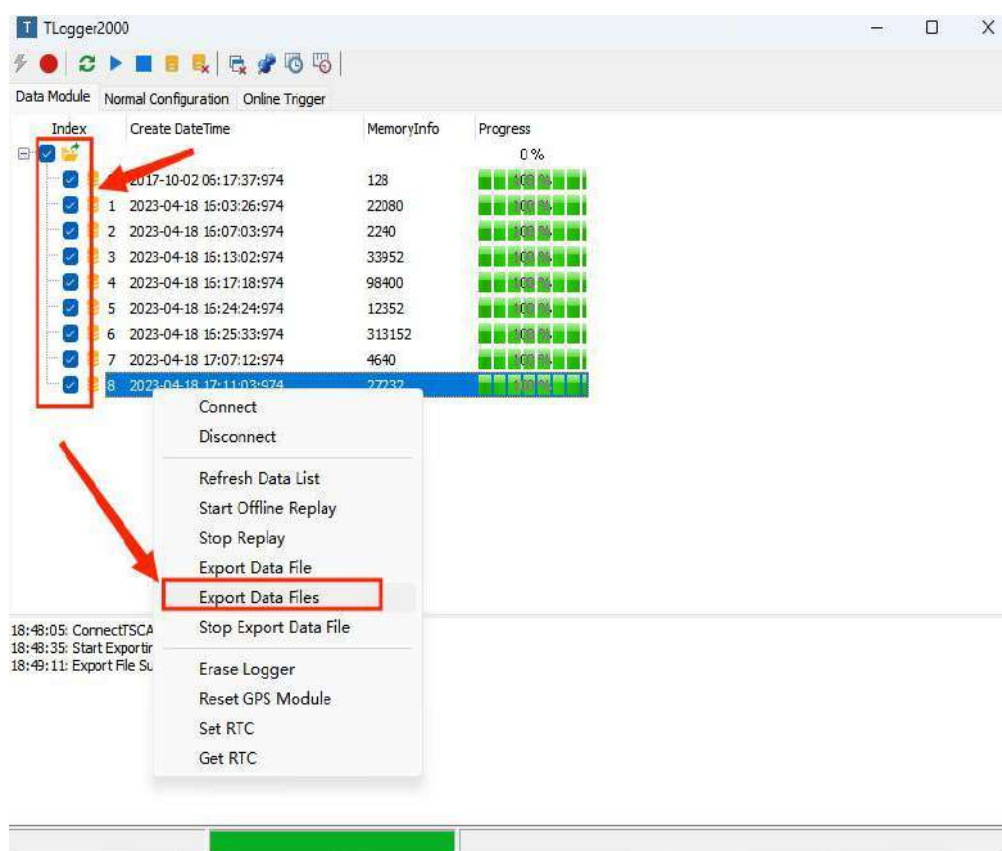 TLogger2000
Data Module Normal Configuration Online Trigger
Index Create DateTime MemoryInfo Progress
0 %
2017-10-02 06:17:37:974 128 100 %
1 2023-04-18 16:03:26:974 22080 100 %
2 2023-04-18 16:07:03:974 2240 100 %
3 2023-04-18 16:13:02:974 33952 100 %
4 2023-04-18 16:17:18:974 98400 100 %
5 2023-04-18 16:24:24:974 12352 100 %
6 2023-04-18 16:25:33:974 313152 100 %
7 2023-04-18 17:07:12:974 4640 100 %
8 2023-04-18 17:11:03:974 27232 100 %
Connect
Disconnect
Refresh Data List
Start Offline Replay
Stop Replay
Export Data File
Export Data Files
Stop Export Data File
Erase Logger
Reset GPS Module
Set RTC
Get RTC
18:48:05: ConnectTSCA
18:48:35: Start Exportin
18:49:11: Export File Su